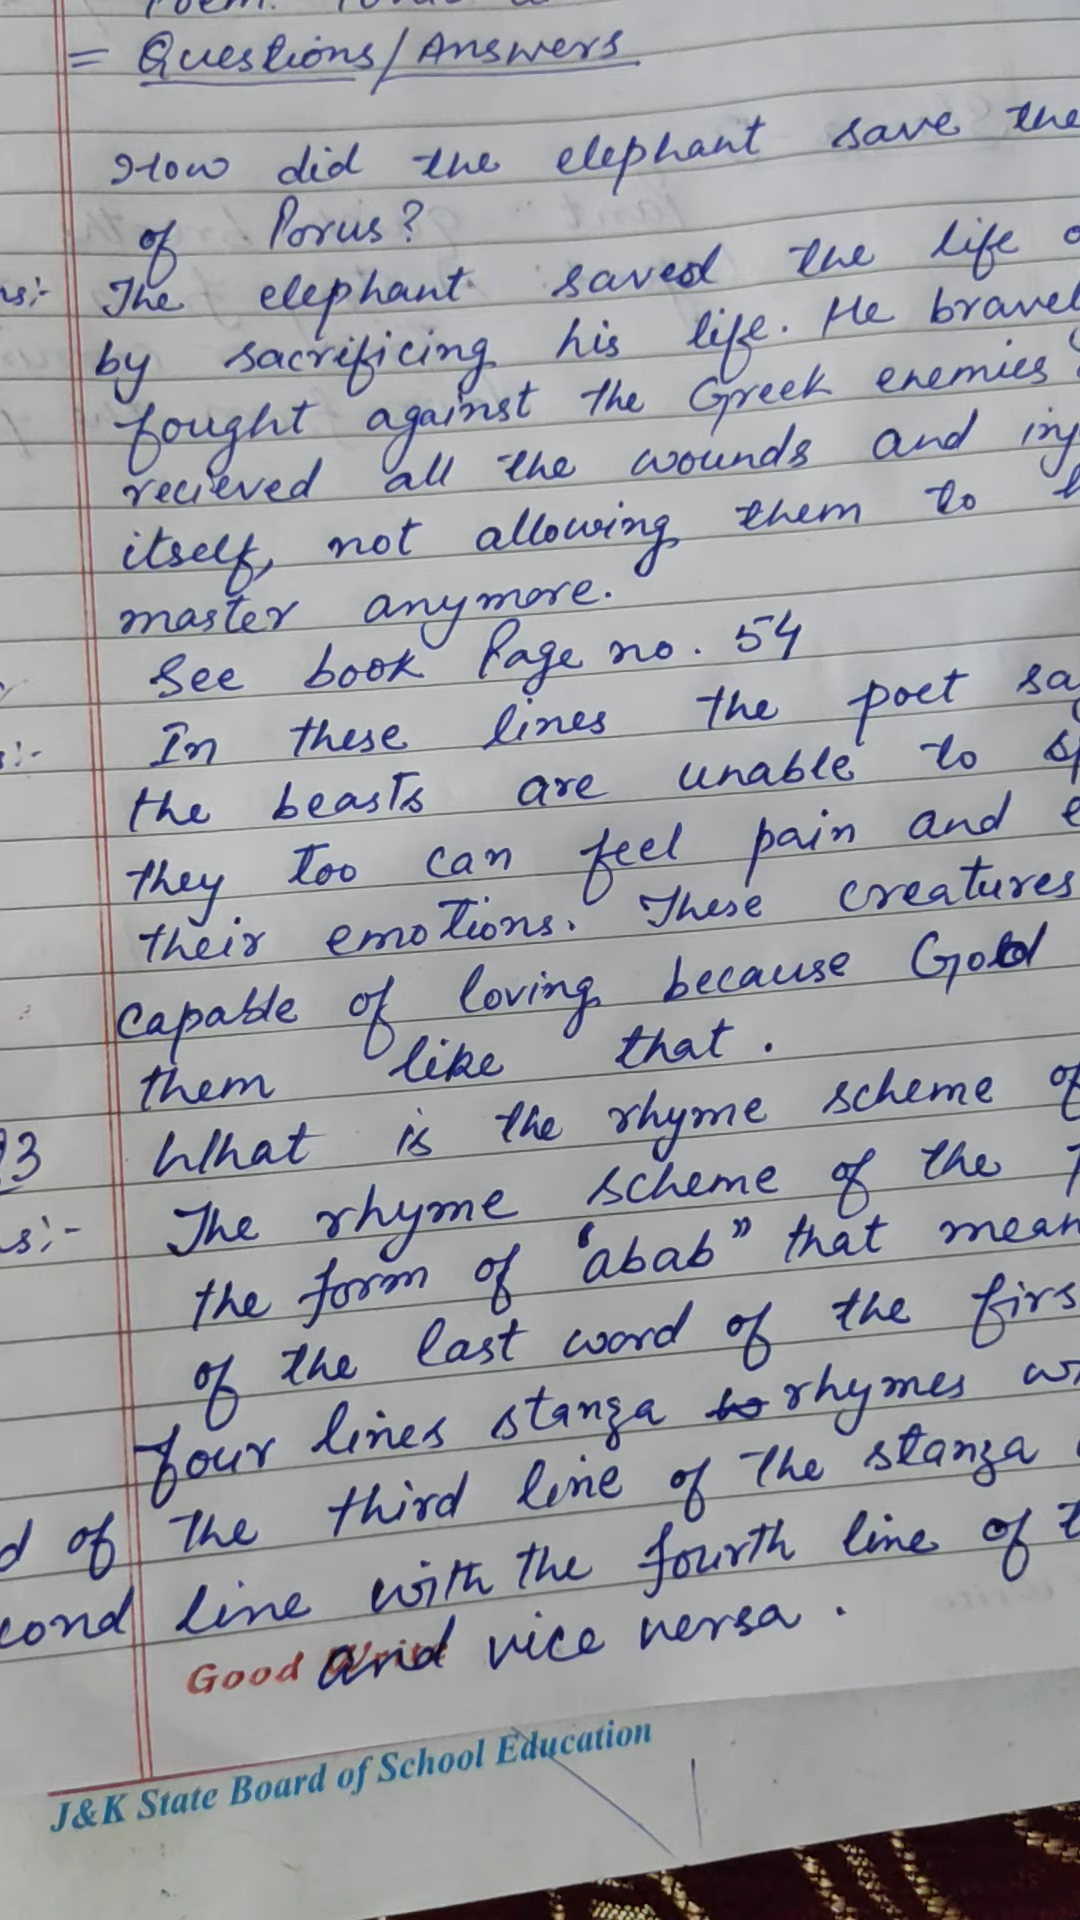 = Questions/Answers
How did the elephant save the
of Porus?
The elephant saved the life
by sacrificing his life. He
fought against the Greek enemies
recieved all the wounds and
itself, not allowing them to
master anymore.
See book Page no. 54
In these lines the poet
the beasts are unable to
they too can feel pain and
their emotions. These creatures
capable of loving because God
them like that.
What is the rhyme scheme of
The rhyme scheme of the
the form of "abab" that
of the last word of the
four lines stanza rhymes
of the third line of the stanza
line with the fourth line of
and vice versa.
Good
J&K State Board of School Education